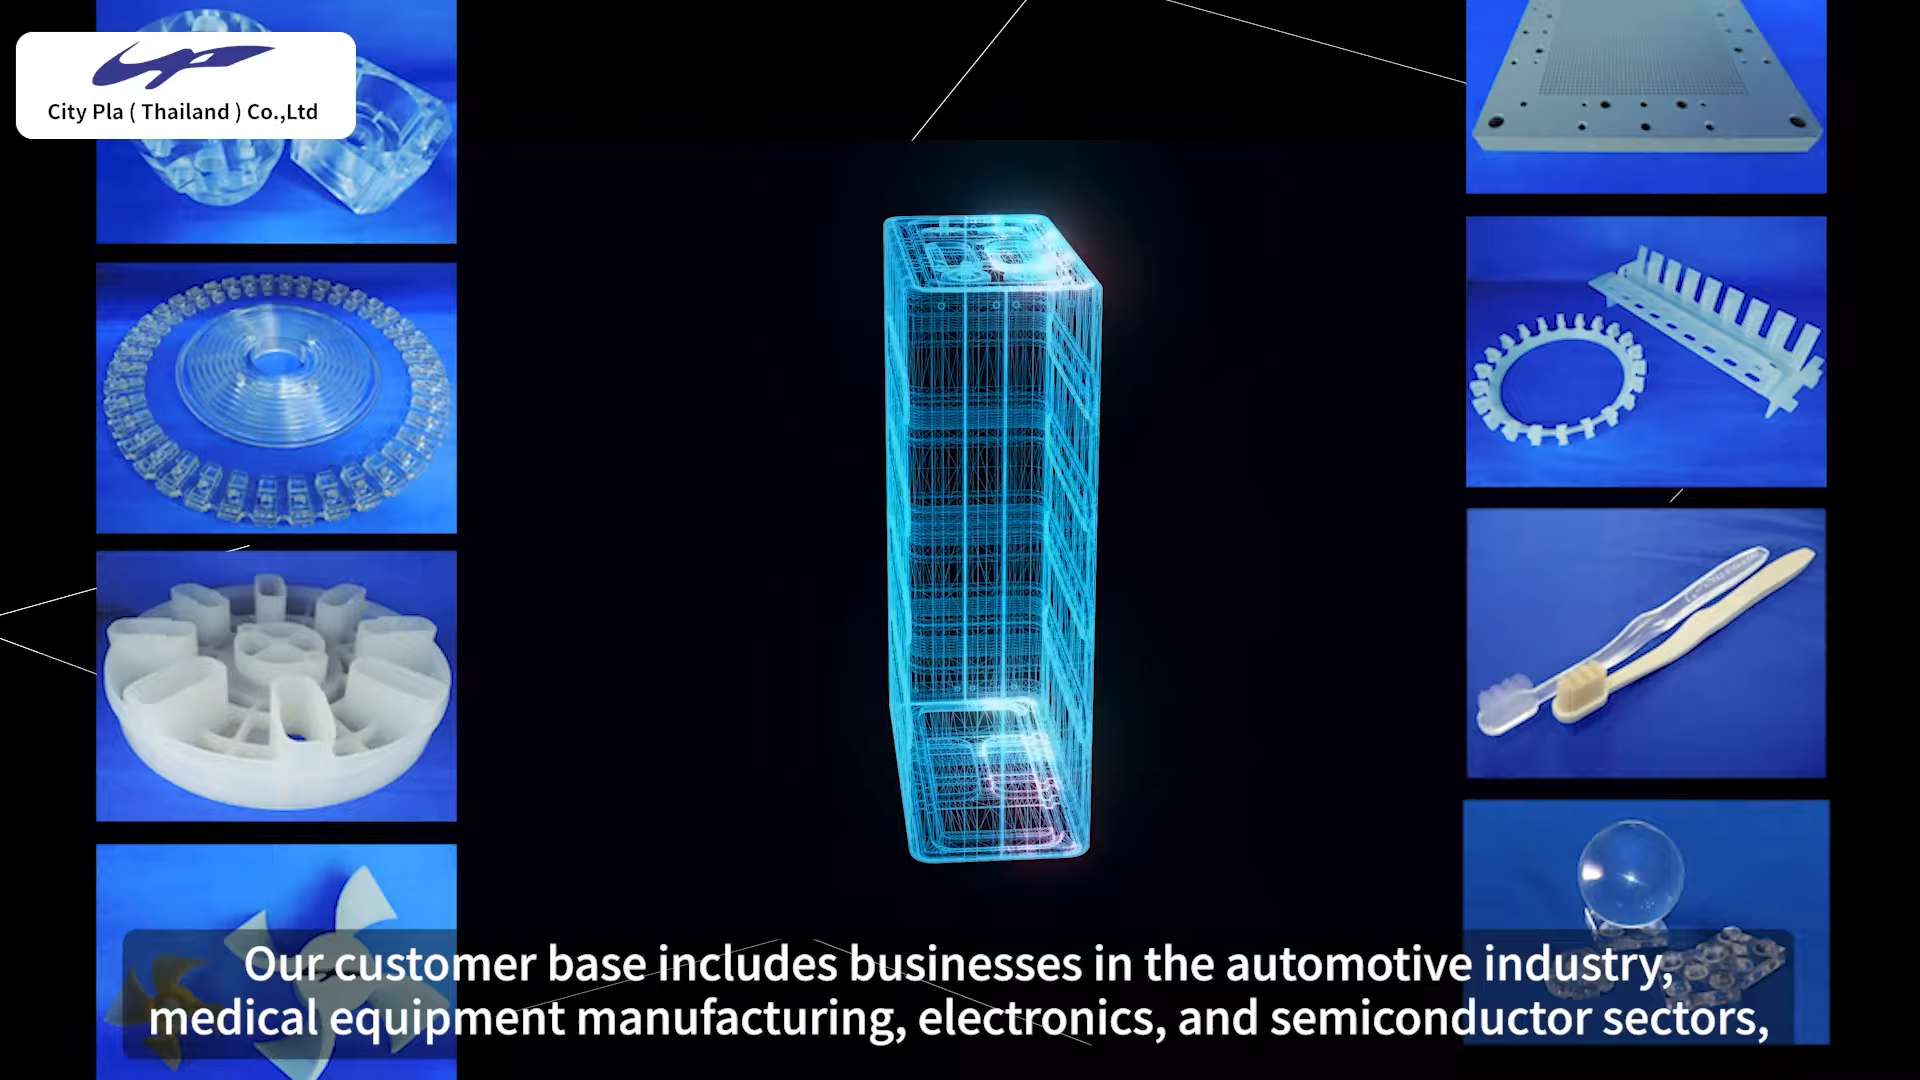 City Pla ( Thailand ) Co.,Ltd
Our customer base includes businesses in the automotive industry,
medical equipment manufacturing, electronics, and semiconductor sectors,